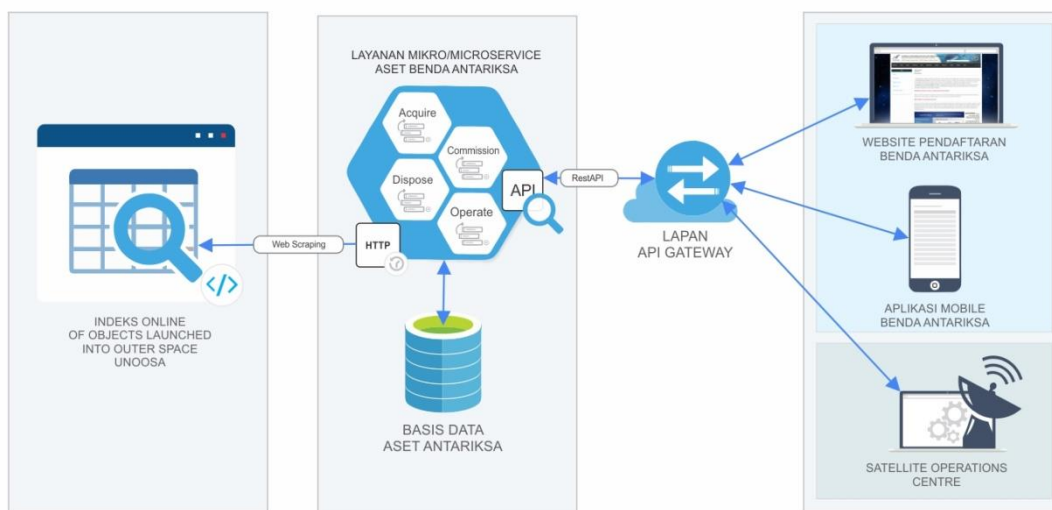 INDEKS ONLINE
OF OBJECTS LAUNCHED
INTO OUTER SPACE
UNOOSA
Web Scraping
LAYANAN MIKRO/MICROSERVICE
ASET BENDA ANTARIKSA
Acquire
Commission
Dispose
Operate
API
HTTP
BASIS DATA
ASET ANTARIKSA
RestAPI
LAPAN
API GATEWAY
WEBSITE PENDAFTARAN
BENDA ANTARIKSA
APLIKASI MOBILE
BENDA ANTARIKSA
SATELLITE OPERATIONS
CENTRE